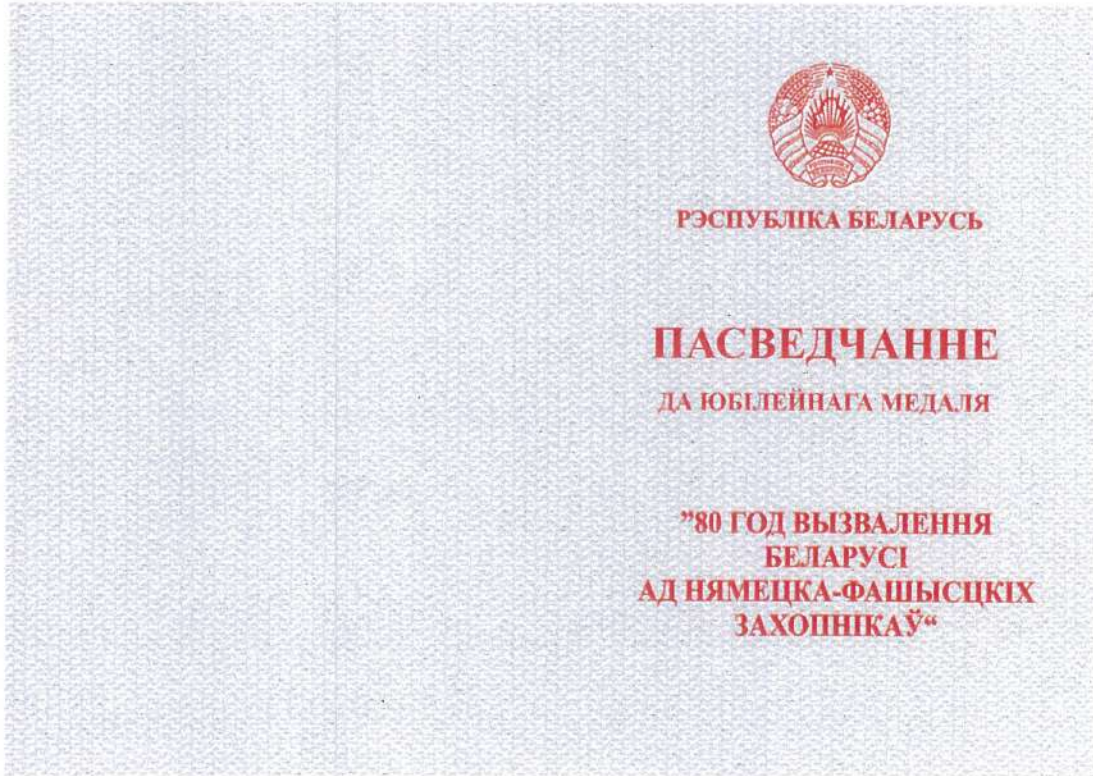 РЭСПУБЛІКА БЕЛАРУСЬ
ПАСВЕДЧАННЕ
ДА ЮБІЛЕЙНАГА МЕДАЛЯ
”80 ГОД ВЫЗВАЛЕННЯ
БЕЛАРУСІ
АД НЯМЕЦКА-ФАШЫСЦКІХ
ЗАХОПНІКАЎ“